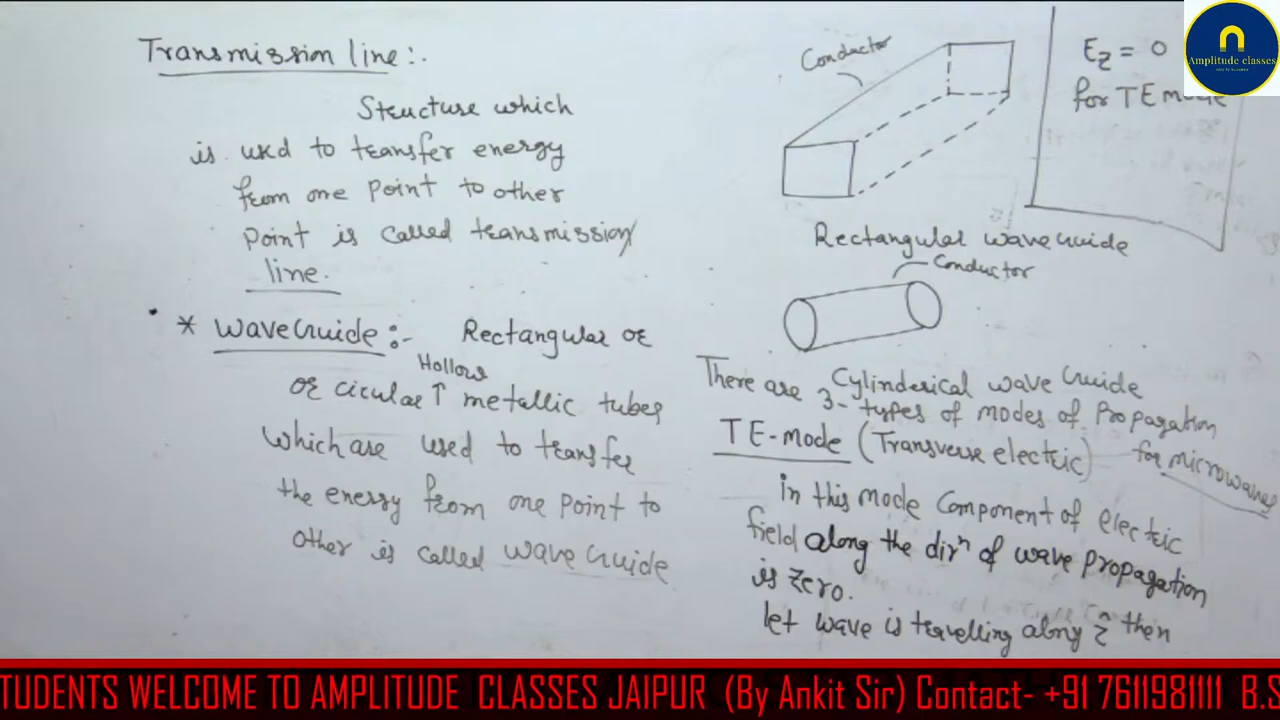 Transmission line:.
Structure which
is used to transfer energy
from one point to other
point is called transmission
line.
* Waveguide :- Rectangular or
Hollow
or cicular ↑ metallic tubes
which are used to transfer
the energy from one point to
other is called wave guide
Conductor
Rectangular waveguide
Conductor
Cylinderical wave guide
There are 3-types of modes of propagation
for microwaves
TE-mode (Transverse electric)
in this mode Component of electric
field along the dirⁿ of wave propagation
is zero.
let wave is travelling along ẑ then
E_z = 0
for TE mode
Amplitude classes
TUDENTS WELCOME TO AMPLITUDE CLASSES JAIPUR (By Ankit Sir) Contact- +91 7611981111 B.S